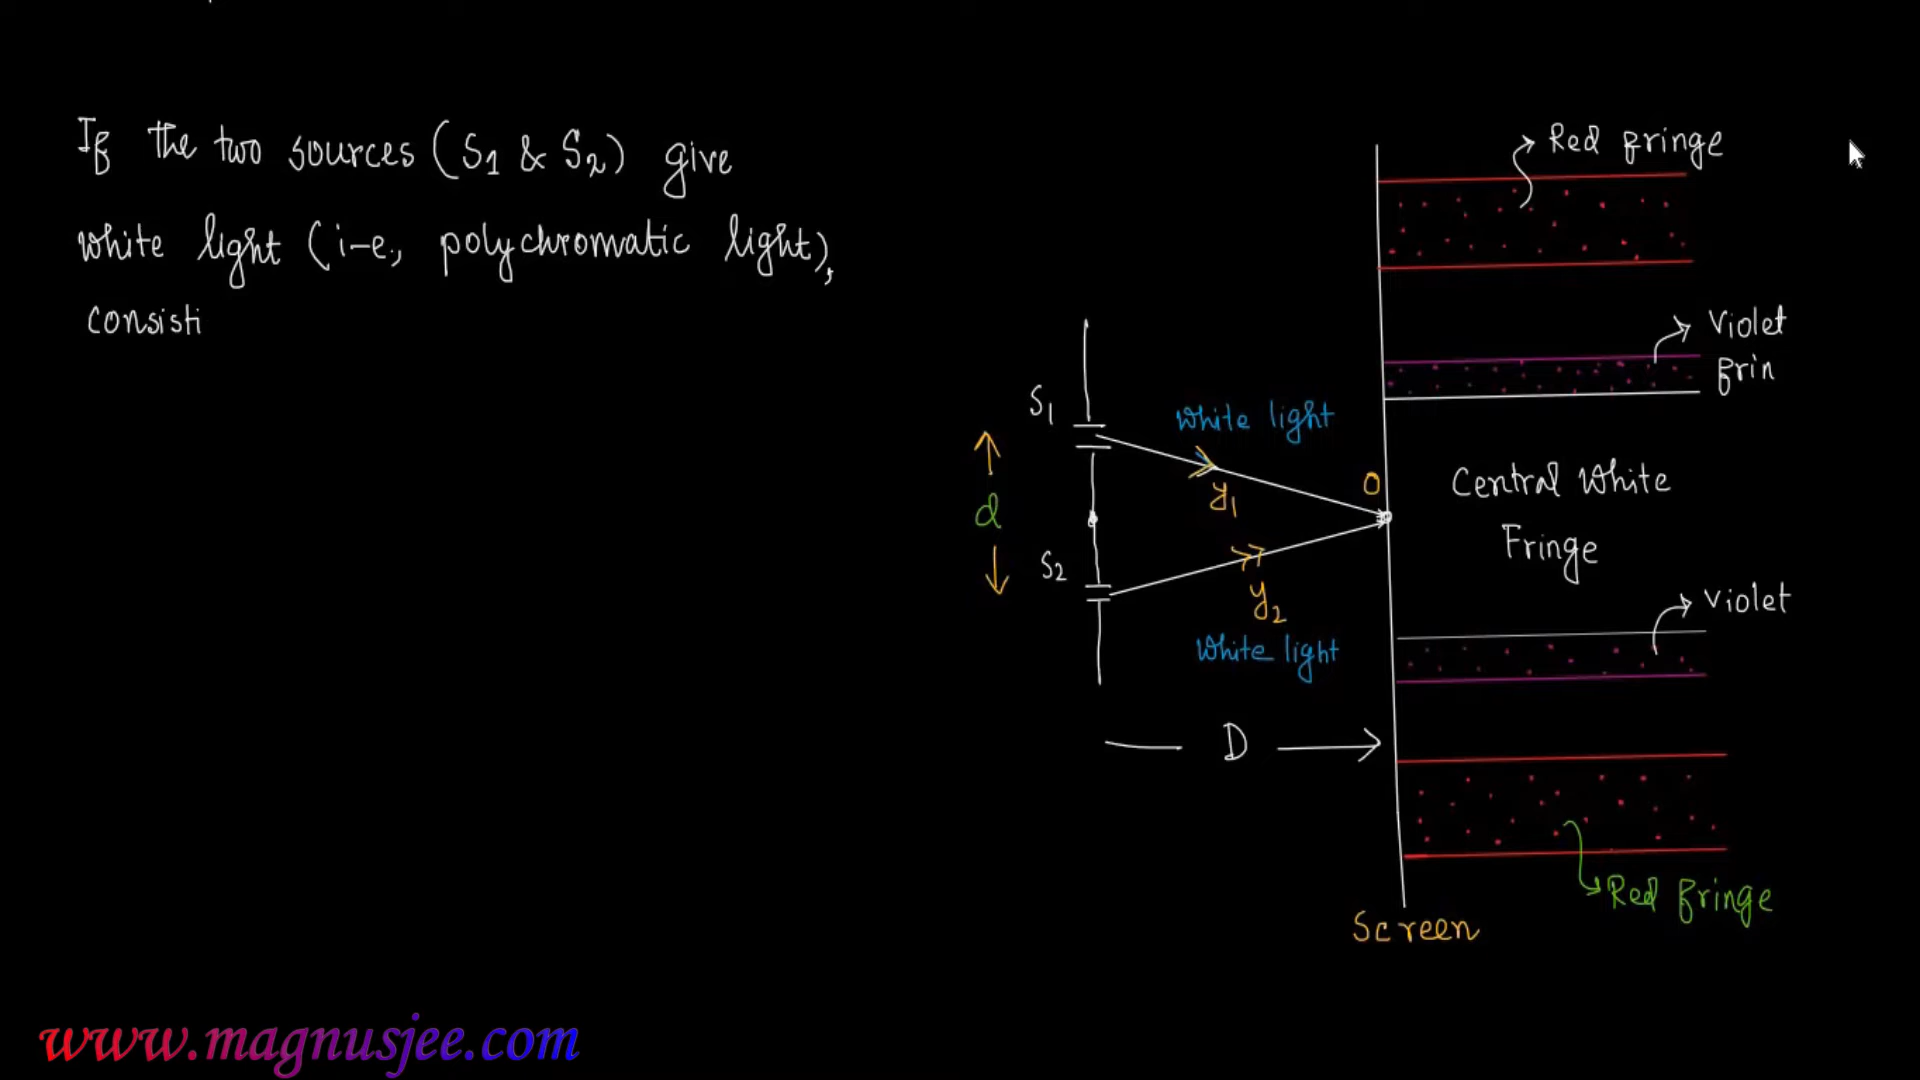 If the two sources (S1 & S2) give
white light (i-e., polychromatic light),
consisti
Red fringe
Violet
frin
S1
white light
d
y1
O
Central White
Fringe
S2
y2
White light
Violet
D
Red fringe
Screen
www.magnusjee.com